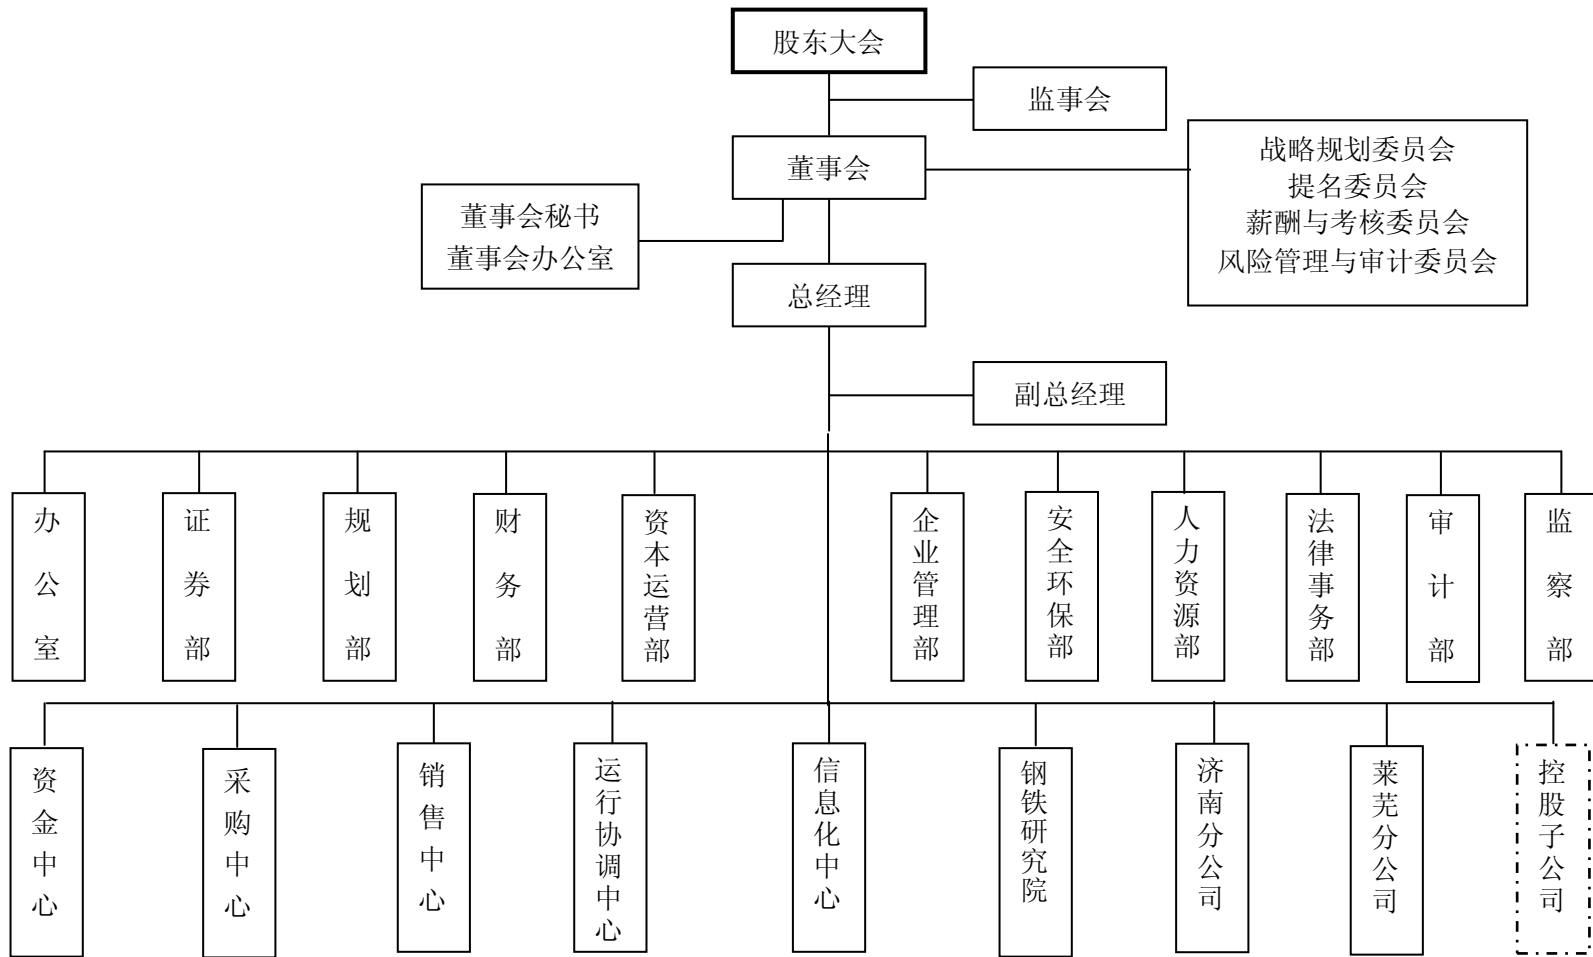 股东大会
监事会
董事会
战略规划委员会
提名委员会
薪酬与考核委员会
风险管理与审计委员会
董事会秘书
董事会办公室
总经理
副总经理
办公室
证券部
规划部
财务部
资本运营部
企业管理部
安全环保部
人力资源部
法律事务部
审计部
监察部
资金中心
采购中心
销售中心
运行协调中心
信息化中心
钢铁研究院
济南分公司
莱芜分公司
控股子公司